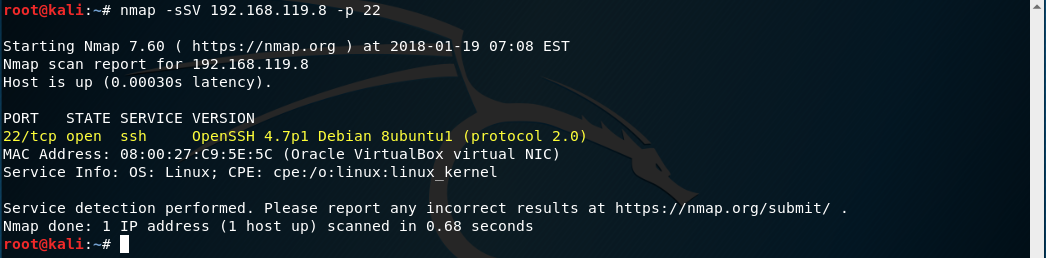 root@kali:~# nmap -sSV 192.168.119.8 -p 22
Starting Nmap 7.60 ( https://nmap.org ) at 2018-01-19 07:08 EST
Nmap scan report for 192.168.119.8
Host is up (0.00030s latency).
PORT   STATE SERVICE VERSION
22/tcp open  ssh     OpenSSH 4.7p1 Debian 8ubuntu1 (protocol 2.0)
MAC Address: 08:00:27:C9:5E:5C (Oracle VirtualBox virtual NIC)
Service Info: OS: Linux; CPE: cpe:/o:linux:linux_kernel
Service detection performed. Please report any incorrect results at https://nmap.org/submit/ .
Nmap done: 1 IP address (1 host up) scanned in 0.68 seconds
root@kali:~#